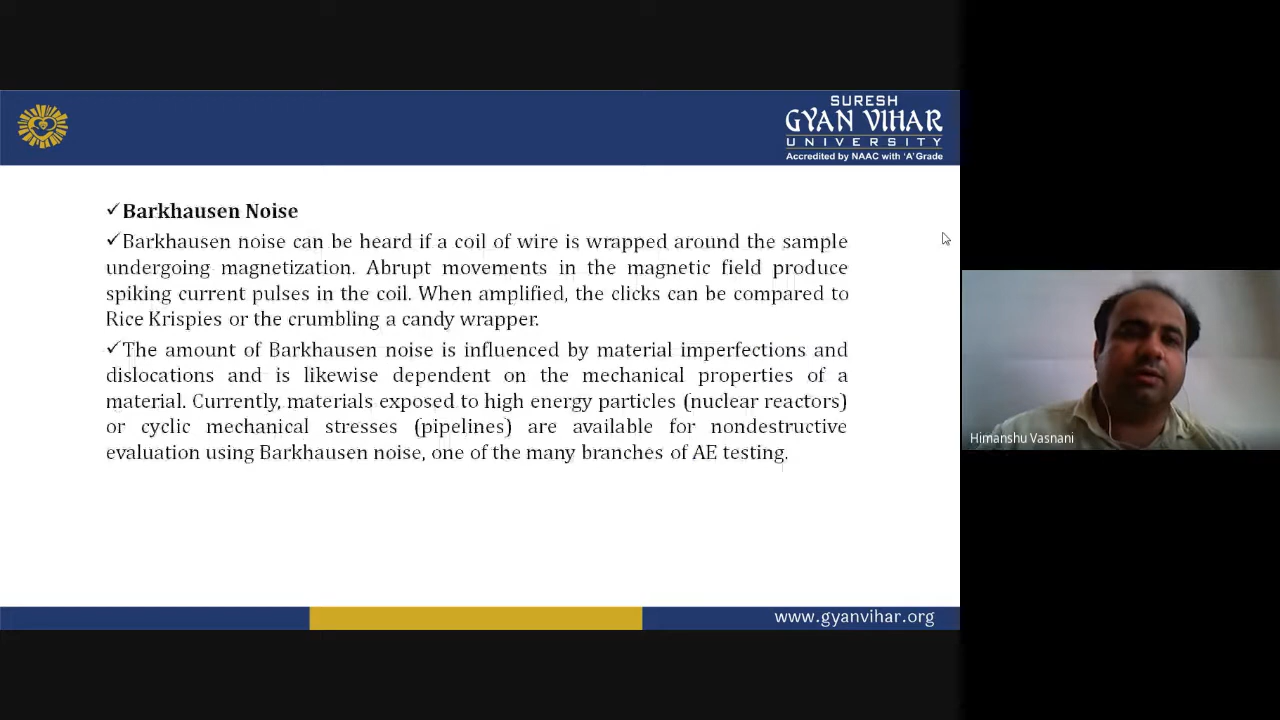 SURESH
GYAN VIHAR
UNIVERSITY
Accredited by NAAC with 'A' Grade
✓Barkhausen Noise
✓Barkhausen noise can be heard if a coil of wire is wrapped around the sample
undergoing magnetization. Abrupt movements in the magnetic field produce
spiking current pulses in the coil. When amplified, the clicks can be compared to
Rice Krispies or the crumbling a candy wrapper.
✓The amount of Barkhausen noise is influenced by material imperfections and
dislocations and is likewise dependent on the mechanical properties of a
material. Currently, materials exposed to high energy particles (nuclear reactors)
or cyclic mechanical stresses (pipelines) are available for nondestructive
evaluation using Barkhausen noise, one of the many branches of AE testing.
www.gyanvihar.org
Himanshu Vasnani